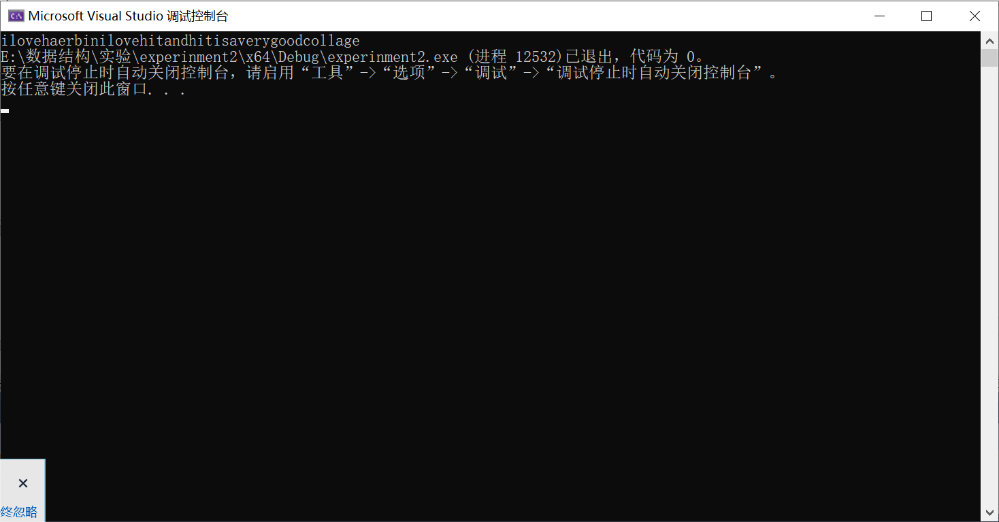 Microsoft Visual Studio 调试控制台
ilovehaerbinilovehitandhitisaverygoodcollage
E:\数据结构\实验\experinment2\x64\Debug\experinment2.exe (进程 12532)已退出，代码为 0。
要在调试停止时自动关闭控制台，请启用“工具”->“选项”->“调试”->“调试停止时自动关闭控制台”。
按任意键关闭此窗口. . .
终忽略